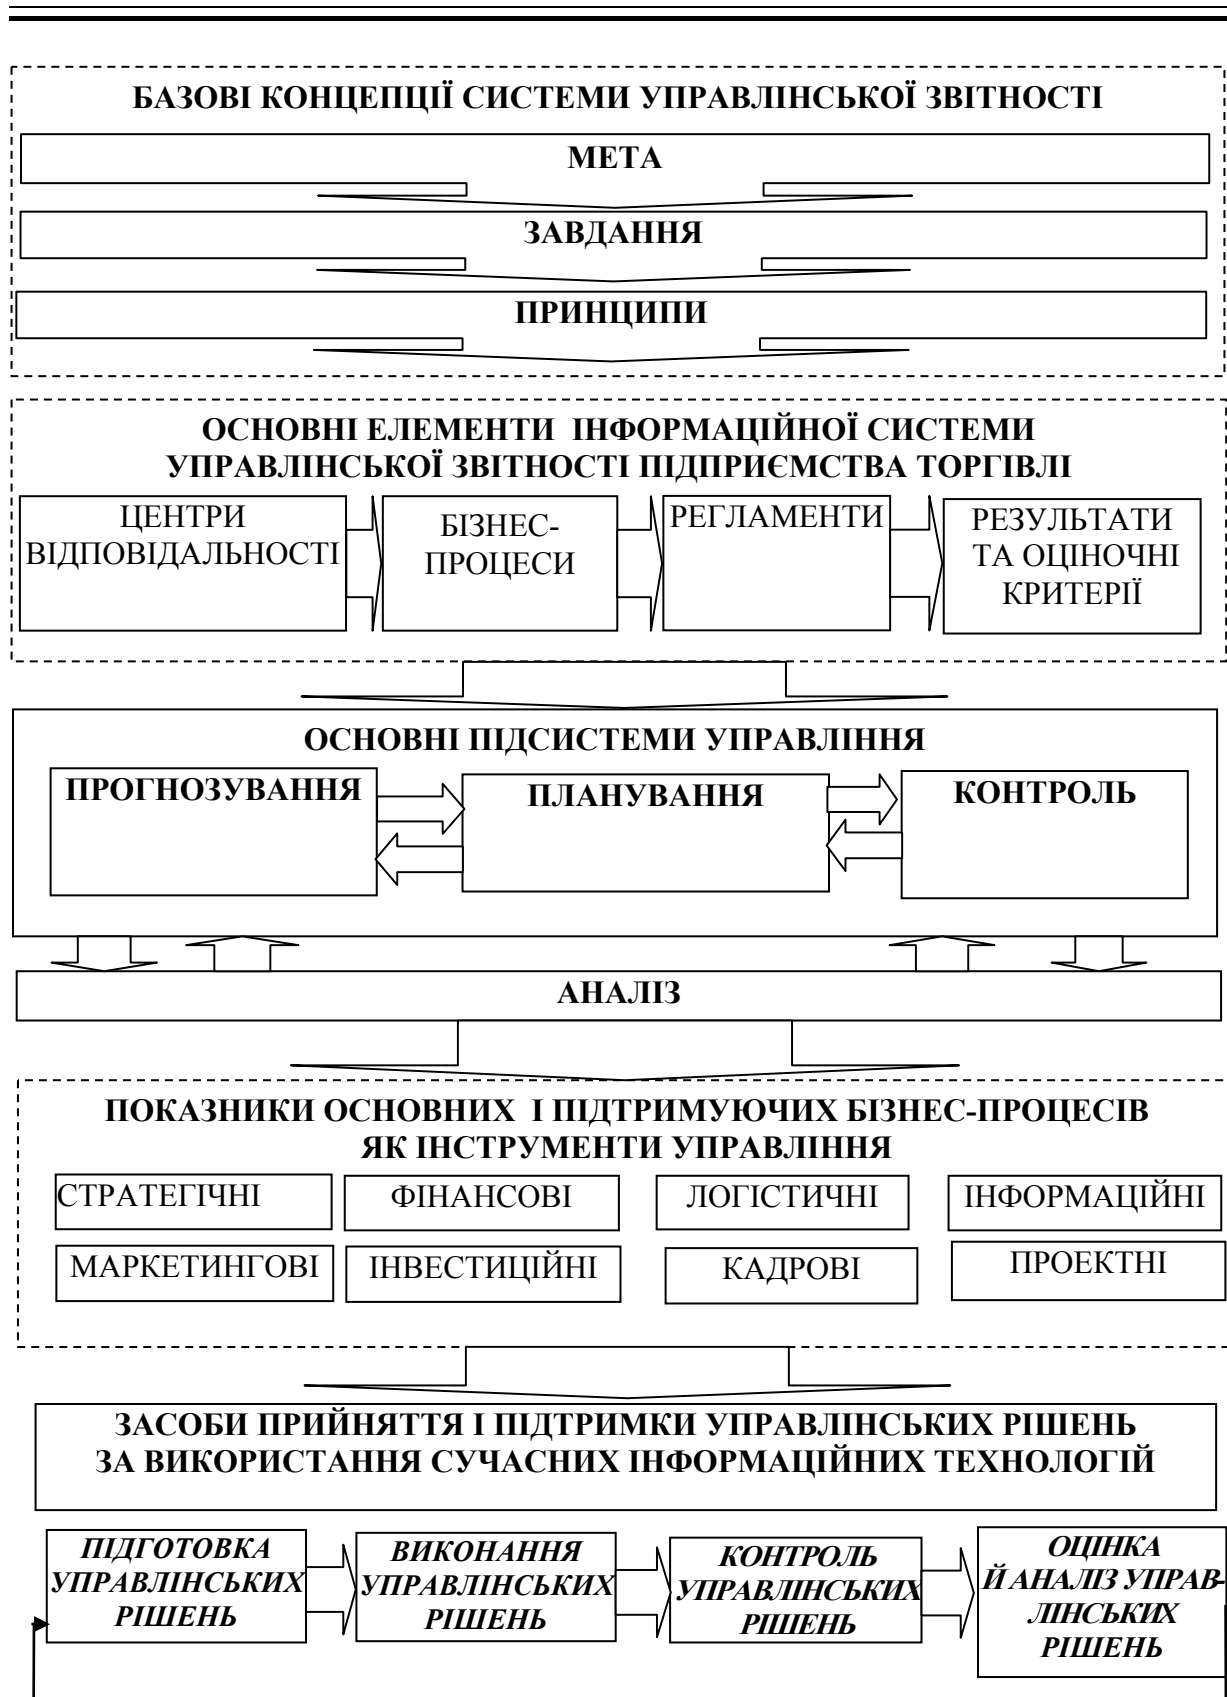 БАЗОВІ КОНЦЕПЦІЇ СИСТЕМИ УПРАВЛІНСЬКОЇ ЗВІТНОСТІ
МЕТА
ЗАВДАННЯ
ПРИНЦИПИ
ОСНОВНІ ЕЛЕМЕНТИ ІНФОРМАЦІЙНОЇ СИСТЕМИ
УПРАВЛІНСЬКОЇ ЗВІТНОСТІ ПІДПРИЄМСТВА ТОРГІВЛІ
ЦЕНТРИ
ВІДПОВІДАЛЬНОСТІ
БІЗНЕС-
ПРОЦЕСИ
РЕГЛАМЕНТИ
РЕЗУЛЬТАТИ
ТА ОЦІНОЧНІ
КРИТЕРІЇ
ОСНОВНІ ПІДСИСТЕМИ УПРАВЛІННЯ
ПРОГНОЗУВАННЯ
ПЛАНУВАННЯ
КОНТРОЛЬ
АНАЛІЗ
ПОКАЗНИКИ ОСНОВНИХ І ПІДТРИМУЮЧИХ БІЗНЕС-ПРОЦЕСІВ
ЯК ІНСТРУМЕНТИ УПРАВЛІННЯ
СТРАТЕГІЧНІ
ФІНАНСОВІ
ЛОГІСТИЧНІ
ІНФОРМАЦІЙНІ
МАРКЕТИНГОВІ
ІНВЕСТИЦІЙНІ
КАДРОВІ
ПРОЕКТНІ
ЗАСОБИ ПРИЙНЯТТЯ І ПІДТРИМКИ УПРАВЛІНСЬКИХ РІШЕНЬ
ЗА ВИКОРИСТАННЯ СУЧАСНИХ ІНФОРМАЦІЙНИХ ТЕХНОЛОГІЙ
ПІДГОТОВКА
УПРАВЛІНСЬКИХ
РІШЕНЬ
ВИКОНАННЯ
УПРАВЛІНСЬКИХ
РІШЕНЬ
КОНТРОЛЬ
УПРАВЛІНСЬКИХ
РІШЕНЬ
ОЦІНКА
Й АНАЛІЗ УПРАВ-
ЛІНСЬКИХ
РІШЕНЬ